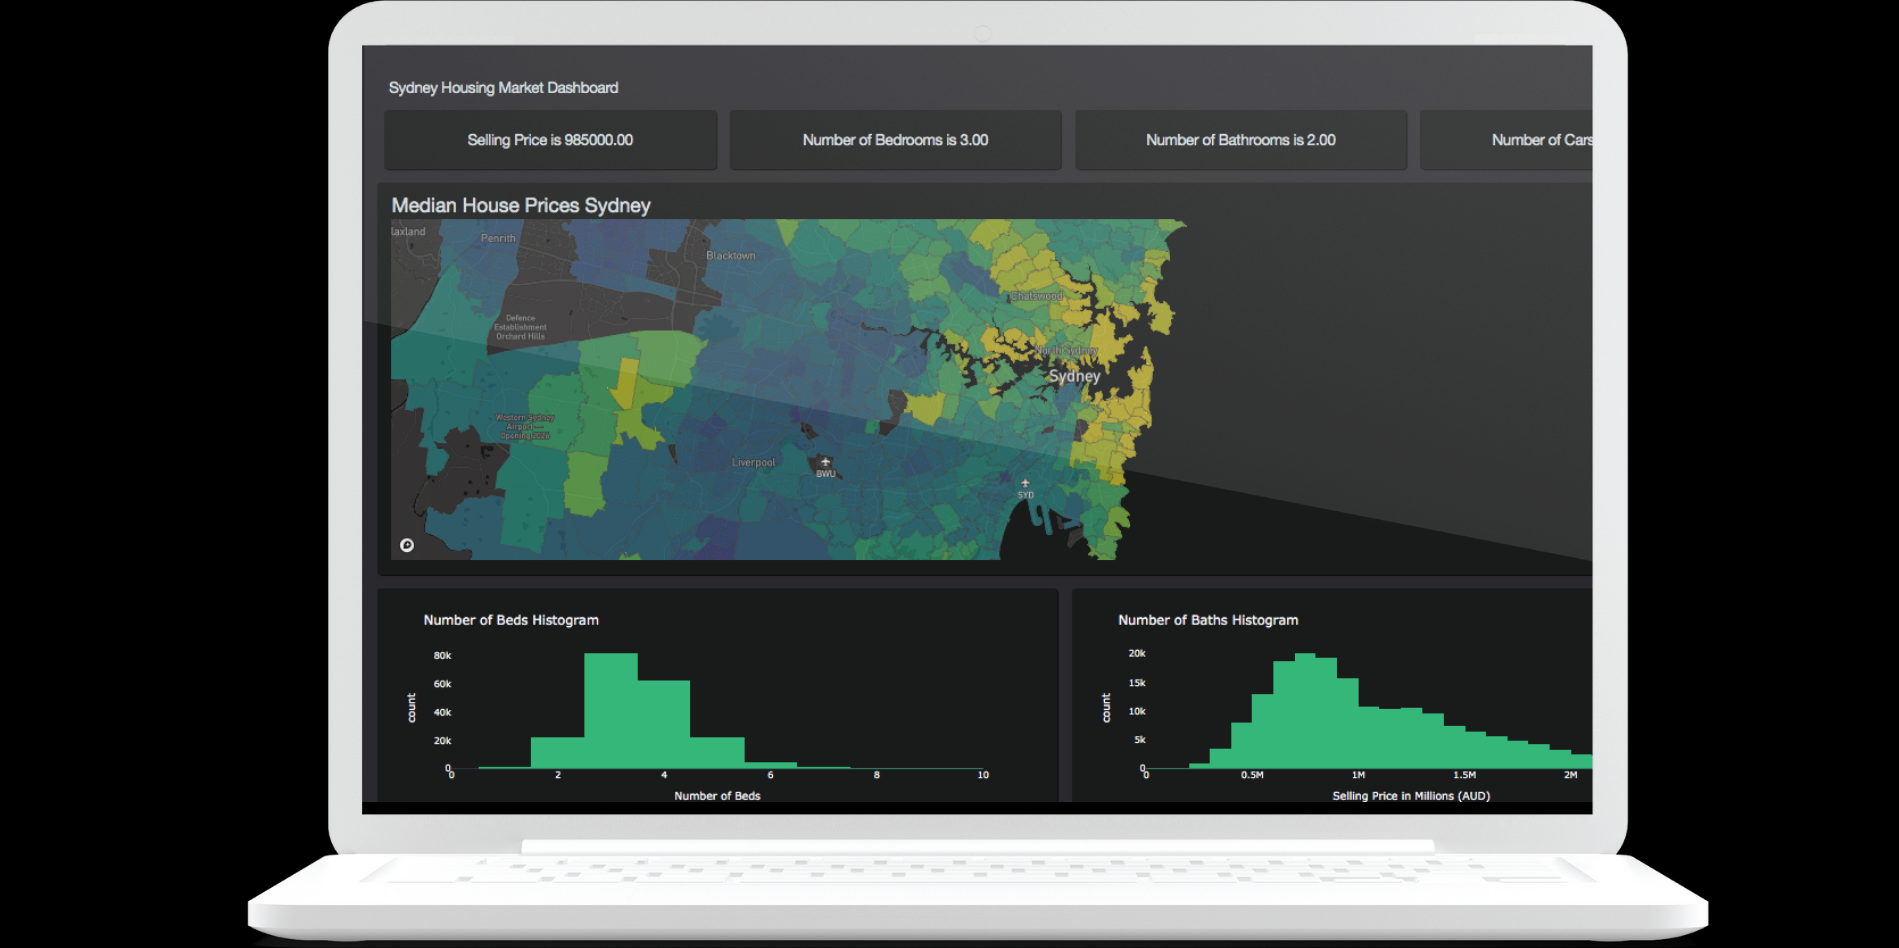 Sydney Housing Market Dashboard
Selling Price is 985000.00
Number of Bedrooms is 3.00
Number of Bathrooms is 2.00
Number of Cars
Median House Prices Sydney
laxland
Penrith
Blacktown
Chatswood
Defence
Establishment
Orchard Hills
North Sydney
Sydney
Western Sydney
Airport —
Opening 2026
Liverpool
BWU
SYD
Number of Beds Histogram
80k
60k
40k
20k
0
count
0
2
4
6
8
10
Number of Beds
Number of Baths Histogram
20k
15k
10k
5k
0
count
0
0.5M
1M
1.5M
2M
Selling Price in Millions (AUD)